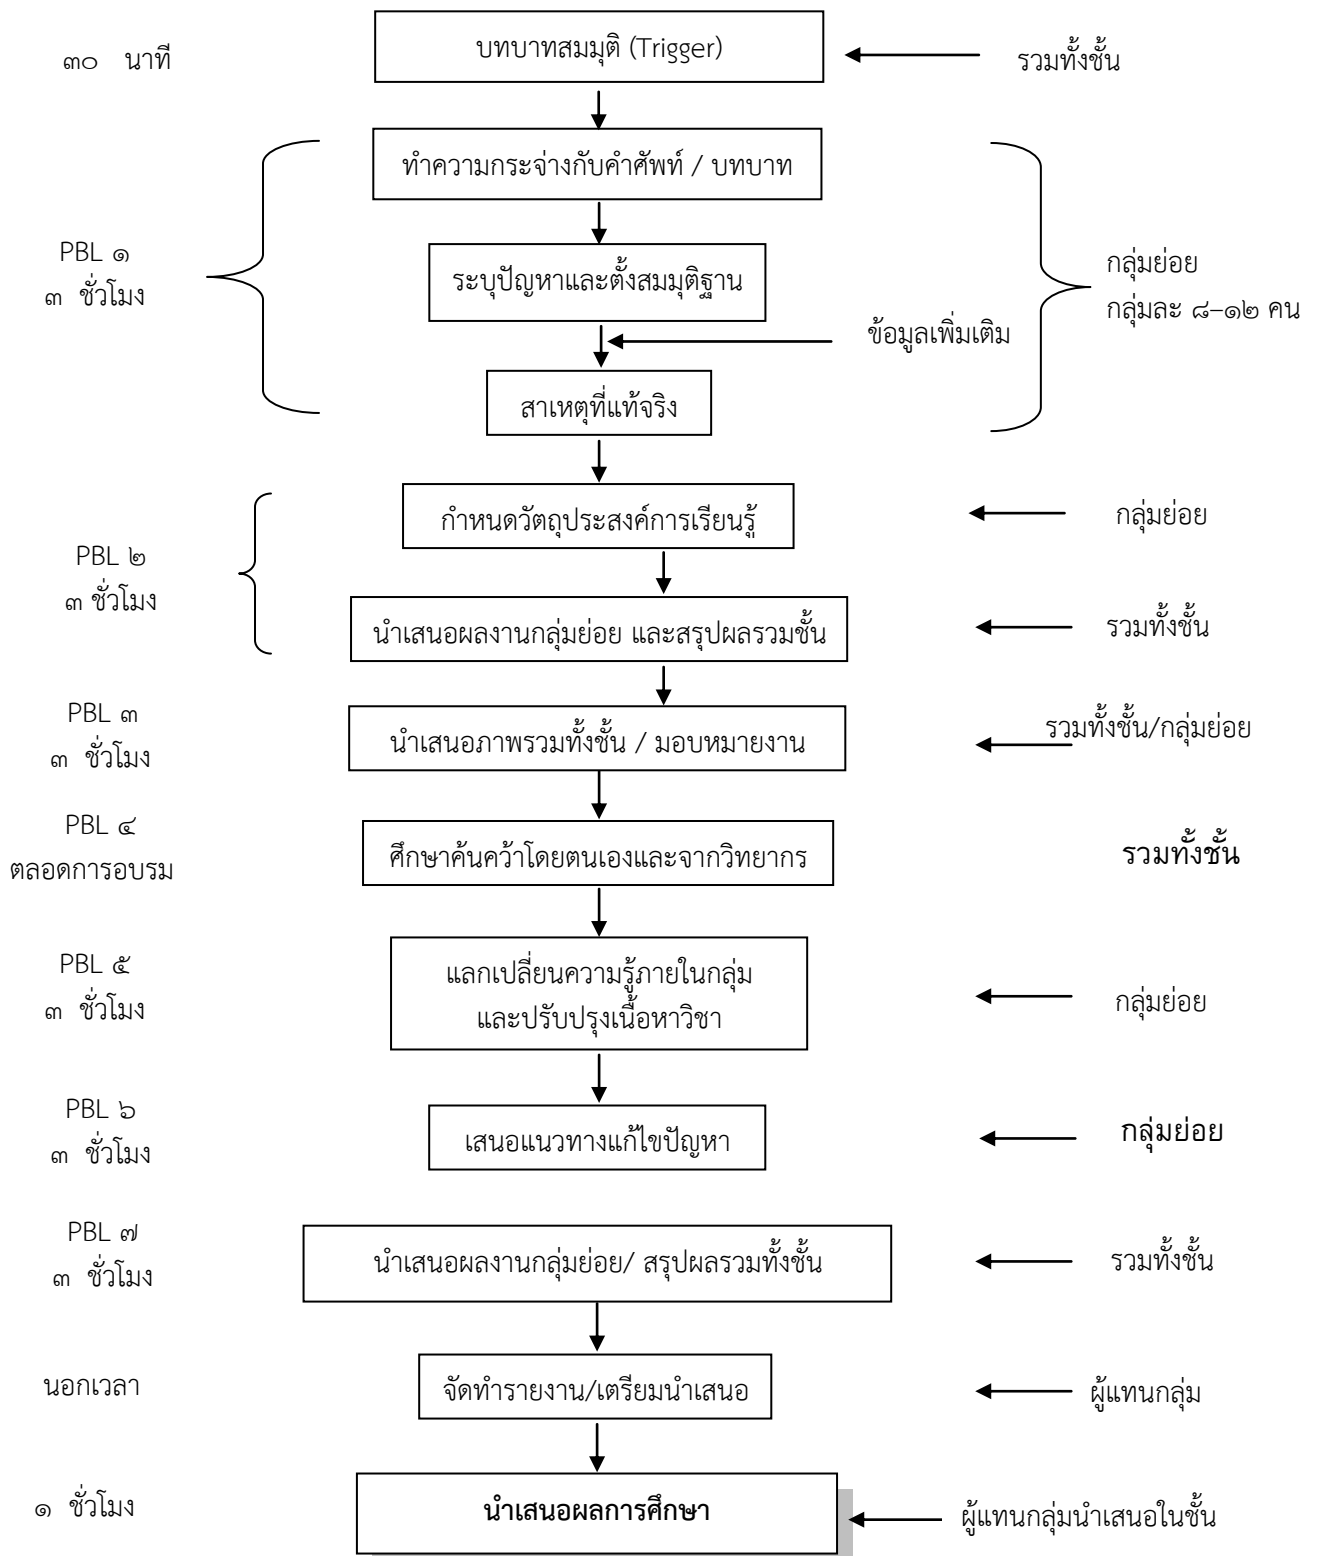 ๓๐ นาที
บทบาทสมมุติ (Trigger)
รวมทั้งชั้น
ทำความกระจ่างกับคำศัพท์ / บทบาท
PBL ๑
๓ ชั่วโมง
ระบุปัญหาและตั้งสมมุติฐาน
กลุ่มย่อย
กลุ่มละ ๘–๑๒ คน
ข้อมูลเพิ่มเติม
สาเหตุที่แท้จริง
กำหนดวัตถุประสงค์การเรียนรู้
กลุ่มย่อย
PBL ๒
๓ ชั่วโมง
นำเสนอผลงานกลุ่มย่อย และสรุปผลรวมชั้น
รวมทั้งชั้น
PBL ๓
๓ ชั่วโมง
นำเสนอภาพรวมทั้งชั้น / มอบหมายงาน
รวมทั้งชั้น/กลุ่มย่อย
PBL ๔
ตลอดการอบรม
ศึกษาค้นคว้าโดยตนเองและจากวิทยากร
รวมทั้งชั้น
PBL ๕
๓ ชั่วโมง
แลกเปลี่ยนความรู้ภายในกลุ่ม
และปรับปรุงเนื้อหาวิชา
กลุ่มย่อย
PBL ๖
๓ ชั่วโมง
เสนอแนวทางแก้ไขปัญหา
กลุ่มย่อย
PBL ๗
๓ ชั่วโมง
นำเสนอผลงานกลุ่มย่อย/ สรุปผลรวมทั้งชั้น
รวมทั้งชั้น
นอกเวลา
จัดทำรายงาน/เตรียมนำเสนอ
ผู้แทนกลุ่ม
๑ ชั่วโมง
นำเสนอผลการศึกษา
ผู้แทนกลุ่มนำเสนอในชั้น